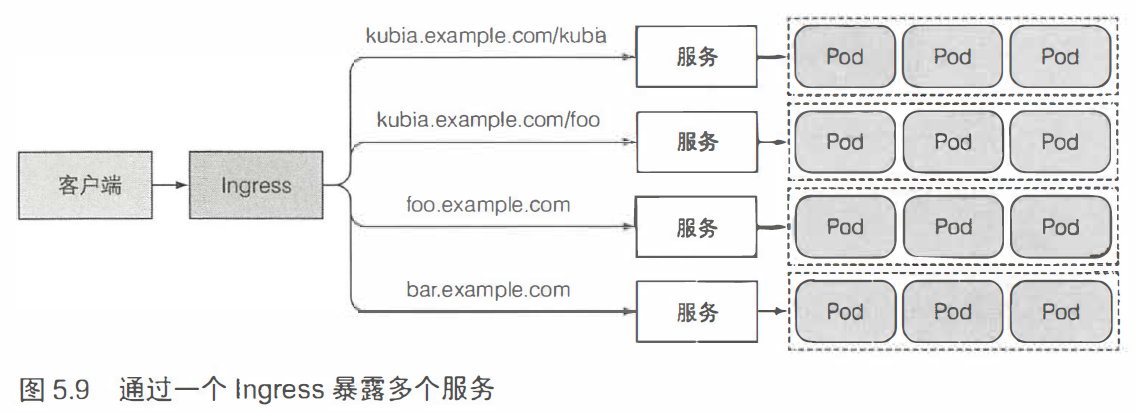 kubia.example.com/kuba
服务
Pod Pod Pod
kubia.example.com/foo
服务
Pod Pod Pod
客户端
Ingress
foo.example.com
服务
Pod Pod Pod
bar.example.com
服务
Pod Pod Pod
图 5.9 通过一个 Ingress 暴露多个服务